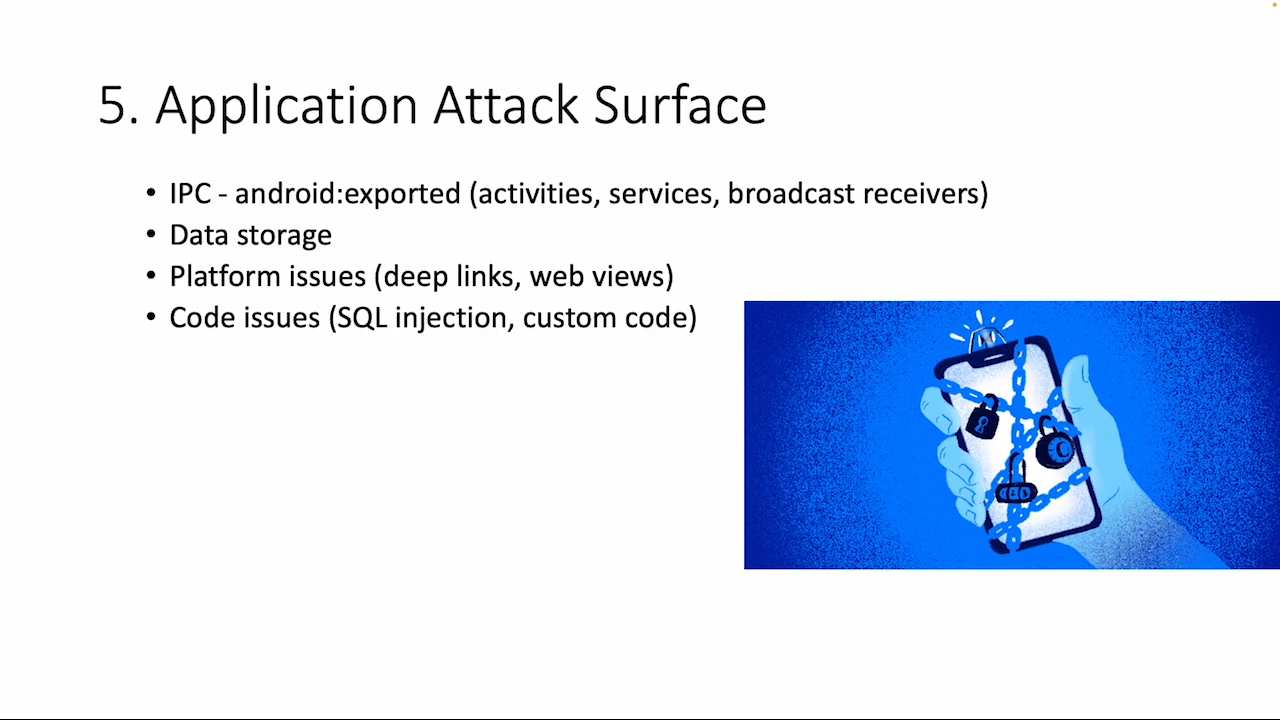 5. Application Attack Surface
• IPC - android:exported (activities, services, broadcast receivers)
• Data storage
• Platform issues (deep links, web views)
• Code issues (SQL injection, custom code)